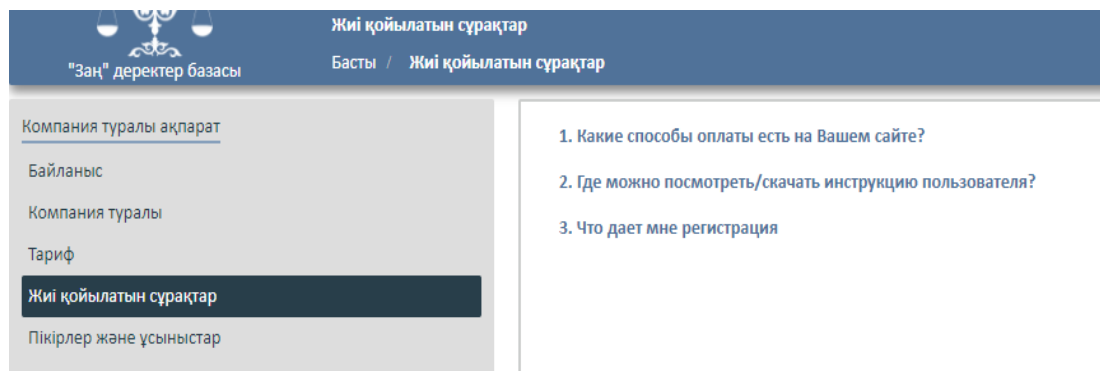 Жиі қойылатын сұрақтар
"Заң" деректер базасы
Басты / Жиі қойылатын сұрақтар
Компания туралы ақпарат
Байланыс
Компания туралы
Тариф
Жиі қойылатын сұрақтар
Пікірлер және ұсыныстар
1. Какие способы оплаты есть на Вашем сайте?
2. Где можно посмотреть/скачать инструкцию пользователя?
3. Что дает мне регистрация